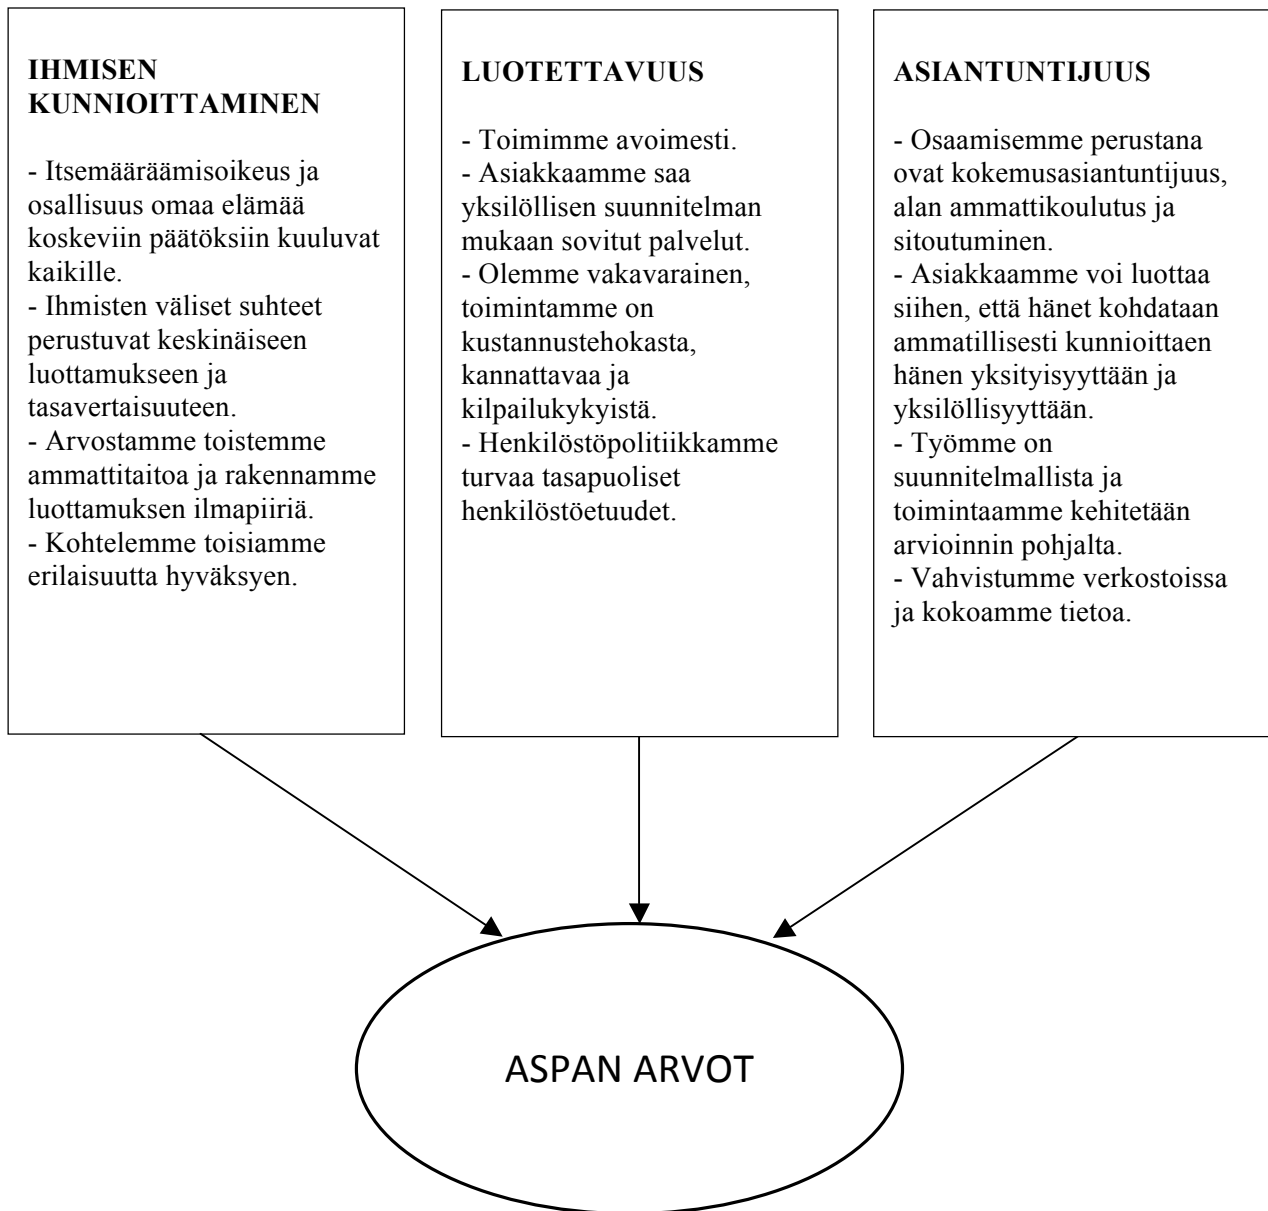 IHMISEN
KUNNIOITTAMINEN
- Itsemääräämisoikeus ja
osallisuus omaa elämää
koskeviin päätöksiin kuuluvat
kaikille.
- Ihmisten väliset suhteet
perustuvat keskinäiseen
luottamukseen ja
tasavertaisuuteen.
- Arvostamme toistemme
ammattitaitoa ja rakennamme
luottamuksen ilmapiiriä.
- Kohtelemme toisiamme
erilaisuutta hyväksyen.
LUOTETTAVUUS
- Toimimme avoimesti.
- Asiakkaamme saa
yksilöllisen suunnitelman
mukaan sovitut palvelut.
- Olemme vakavarainen,
toimintamme on
kustannustehokasta,
kannattavaa ja
kilpailukykyistä.
- Henkilöstöpolitiikkamme
turvaa tasapuoliset
henkilöstöetuudet.
ASIANTUNTIJUUS
- Osaamisemme perustana
ovat kokemusasiantuntijuus,
alan ammattikoulutus ja
sitoutuminen.
- Asiakkaamme voi luottaa
siihen, että hänet kohdataan
ammatillisesti kunnioittaen
hänen yksityisyyttään ja
yksilöllisyyttään.
- Työmme on
suunnitelmallista ja
toimintaamme kehitetään
arvioinnin pohjalta.
- Vahvistumme verkostoissa
ja kokoamme tietoa.
ASPAN ARVOT